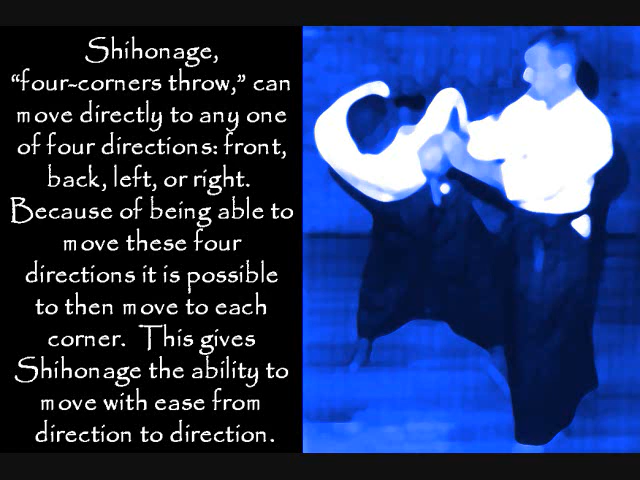 Shihonage,
“four-corners throw,” can
move directly to any one
of four directions: front,
back, left, or right.
Because of being able to
move these four
directions it is possible
to then move to each
corner. This gives
Shihonage the ability to
move with ease from
direction to direction.